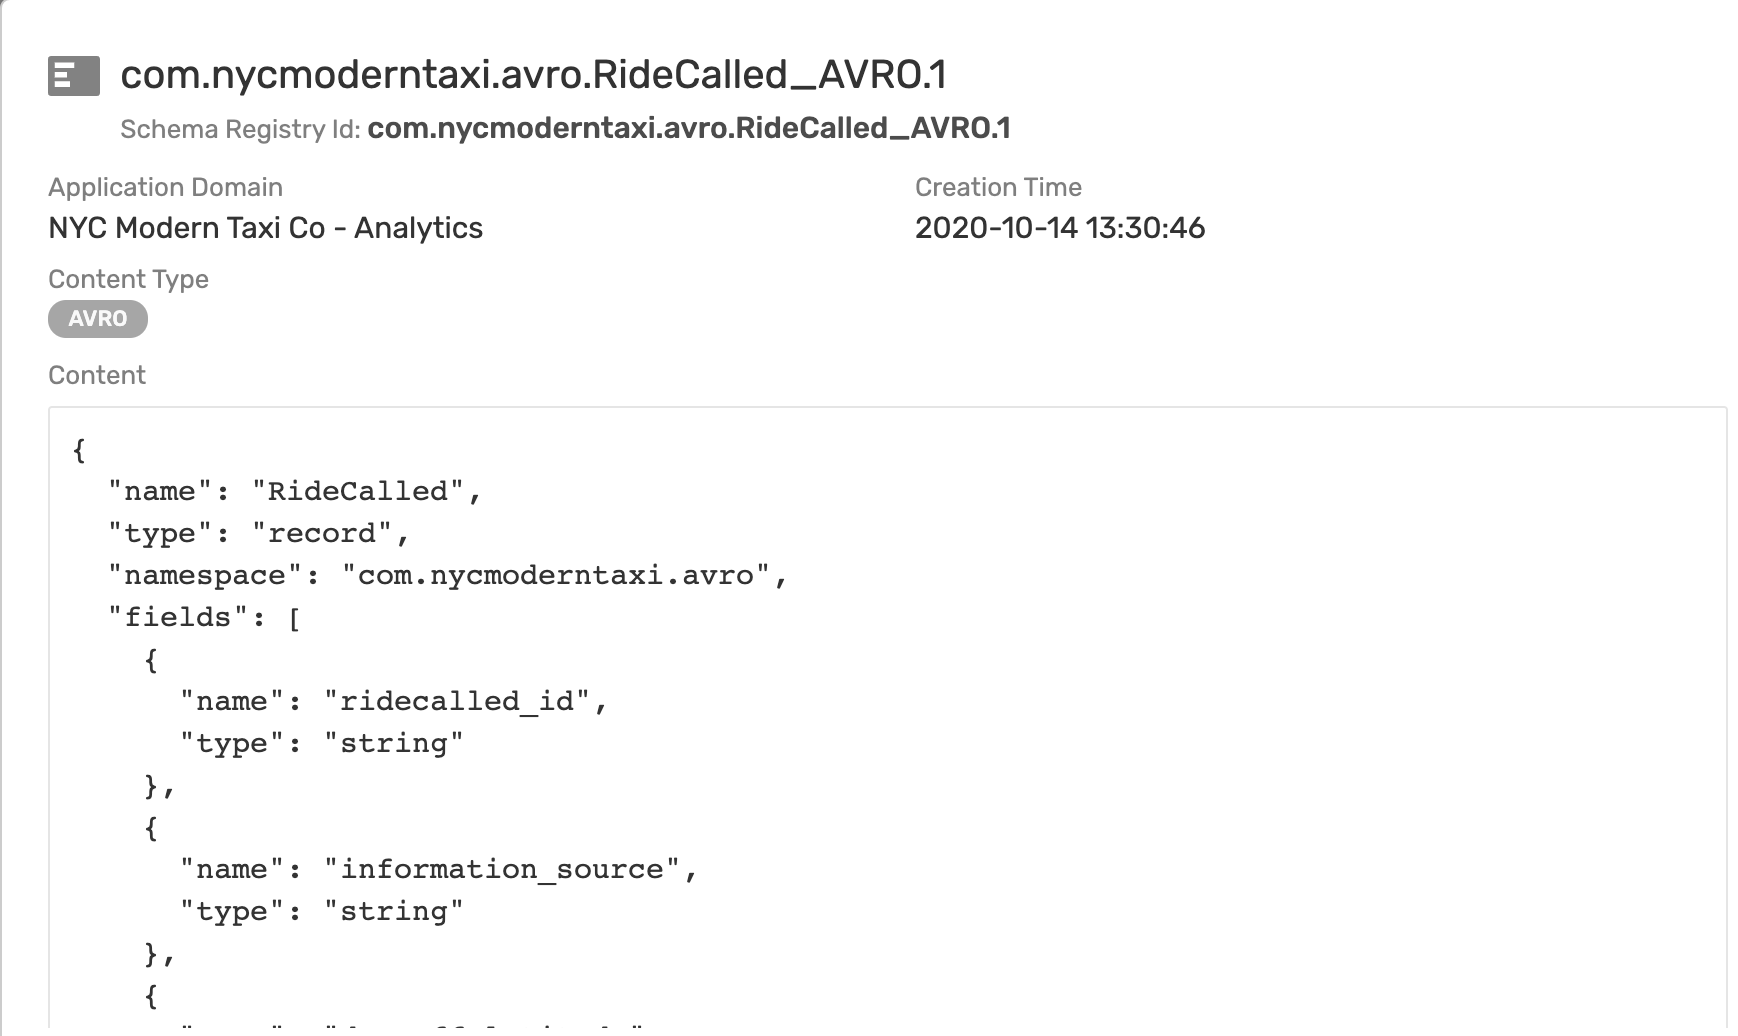 com.nycmoderntaxi.avro.RideCalled_AVRO.1
Schema Registry Id: com.nycmoderntaxi.avro.RideCalled_AVRO.1
Application Domain
NYC Modern Taxi Co - Analytics
Creation Time
2020-10-14 13:30:46
Content Type
AVRO
Content
{
  "name": "RideCalled",
  "type": "record",
  "namespace": "com.nycmoderntaxi.avro",
  "fields": [
    {
      "name": "ridecalled_id",
      "type": "string"
    },
    {
      "name": "information_source",
      "type": "string"
    },
    {